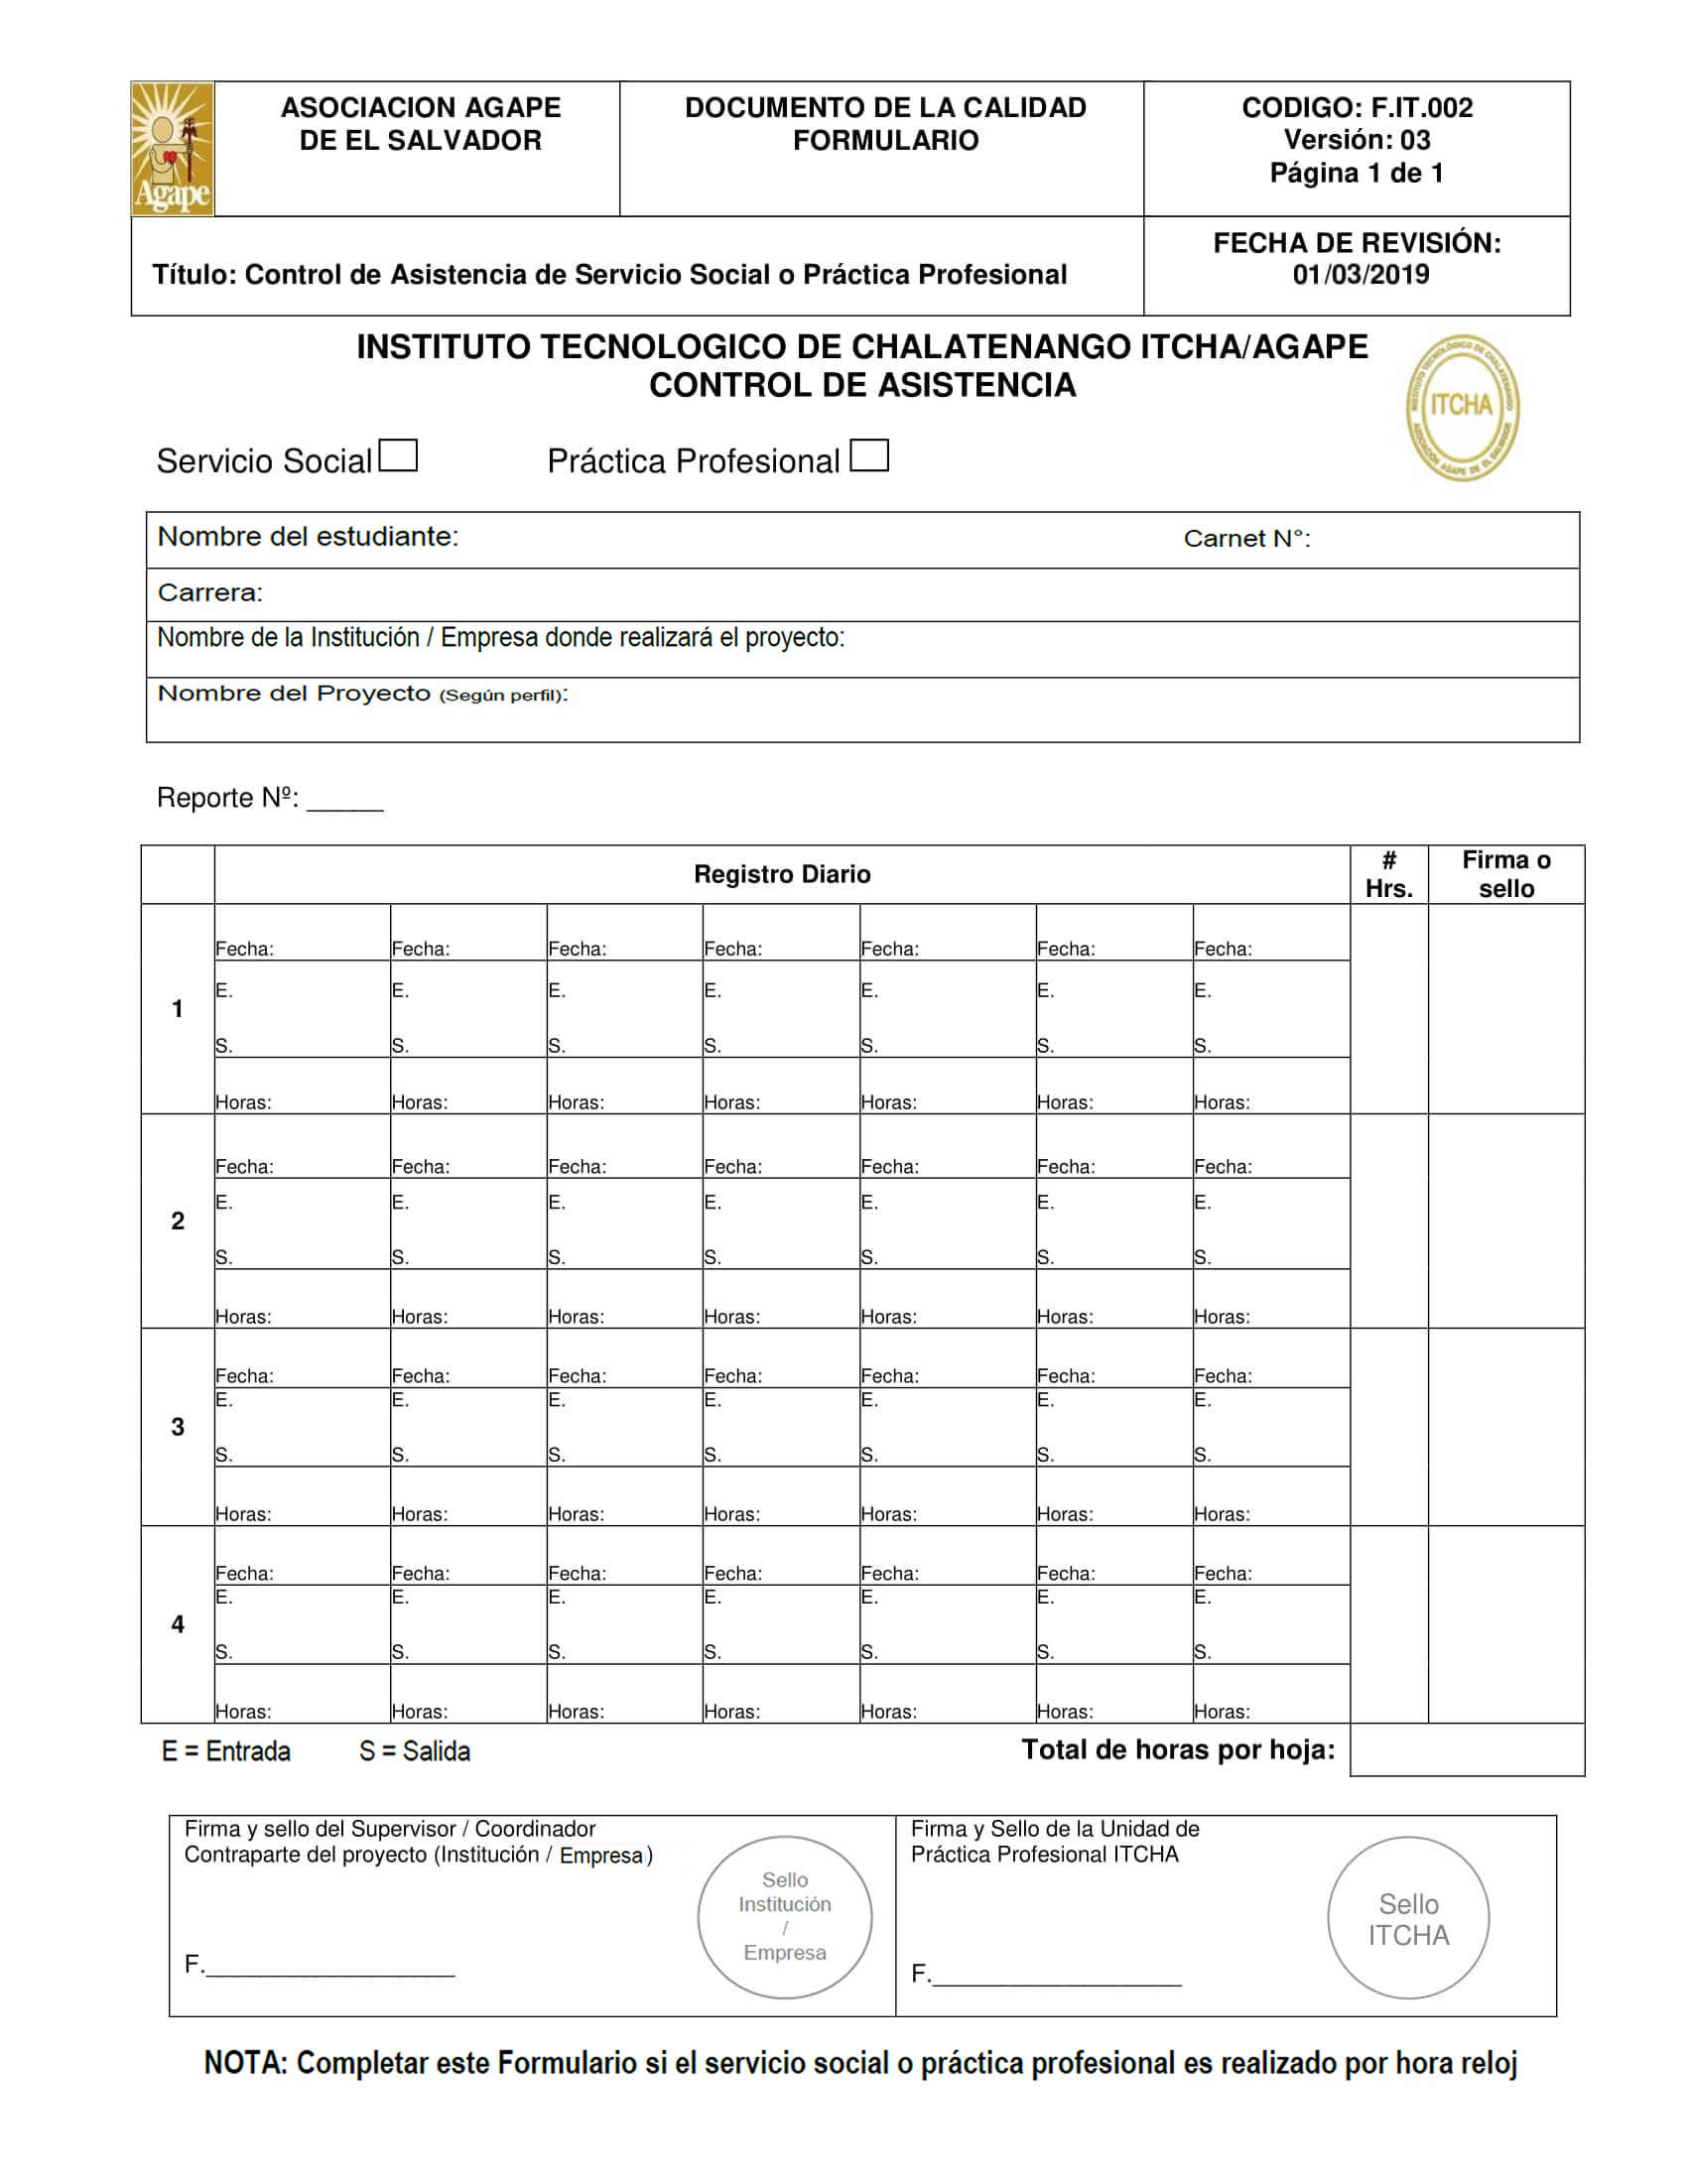 Agape
ASOCIACION AGAPE
DE EL SALVADOR
DOCUMENTO DE LA CALIDAD
FORMULARIO
CODIGO: F.IT.002
Versión: 03
Página 1 de 1
Título: Control de Asistencia de Servicio Social o Práctica Profesional
FECHA DE REVISIÓN:
01/03/2019
INSTITUTO TECNOLOGICO DE CHALATENANGO ITCHA/AGAPE
CONTROL DE ASISTENCIA
INSTITUTO TECNOLÓGICO DE CHALATENANGO
ITCHA
ASOCIACIÓN AGAPE DE EL SALVADOR
Servicio Social Práctica Profesional
Nombre del estudiante: Carnet N°:
Carrera:
Nombre de la Institución / Empresa donde realizará el proyecto:
Nombre del Proyecto (Según perfil):
Reporte Nº: _____
Registro Diario # Hrs. Firma o sello
Fecha: Fecha: Fecha: Fecha: Fecha: Fecha: Fecha:
1
E. E. E. E. E. E. E.
S. S. S. S. S. S. S.
Horas: Horas: Horas: Horas: Horas: Horas: Horas:
Fecha: Fecha: Fecha: Fecha: Fecha: Fecha: Fecha:
2
E. E. E. E. E. E. E.
S. S. S. S. S. S. S.
Horas: Horas: Horas: Horas: Horas: Horas: Horas:
Fecha: Fecha: Fecha: Fecha: Fecha: Fecha: Fecha:
3
E. E. E. E. E. E. E.
S. S. S. S. S. S. S.
Horas: Horas: Horas: Horas: Horas: Horas: Horas:
Fecha: Fecha: Fecha: Fecha: Fecha: Fecha: Fecha:
4
E. E. E. E. E. E. E.
S. S. S. S. S. S. S.
Horas: Horas: Horas: Horas: Horas: Horas: Horas:
E = Entrada S = Salida Total de horas por hoja:
Firma y sello del Supervisor / Coordinador
Contraparte del proyecto (Institución / Empresa)
Sello
Institución
/
Empresa
F.____________________
Firma y Sello de la Unidad de
Práctica Profesional ITCHA
Sello
ITCHA
F.____________________
NOTA: Completar este Formulario si el servicio social o práctica profesional es realizado por hora reloj